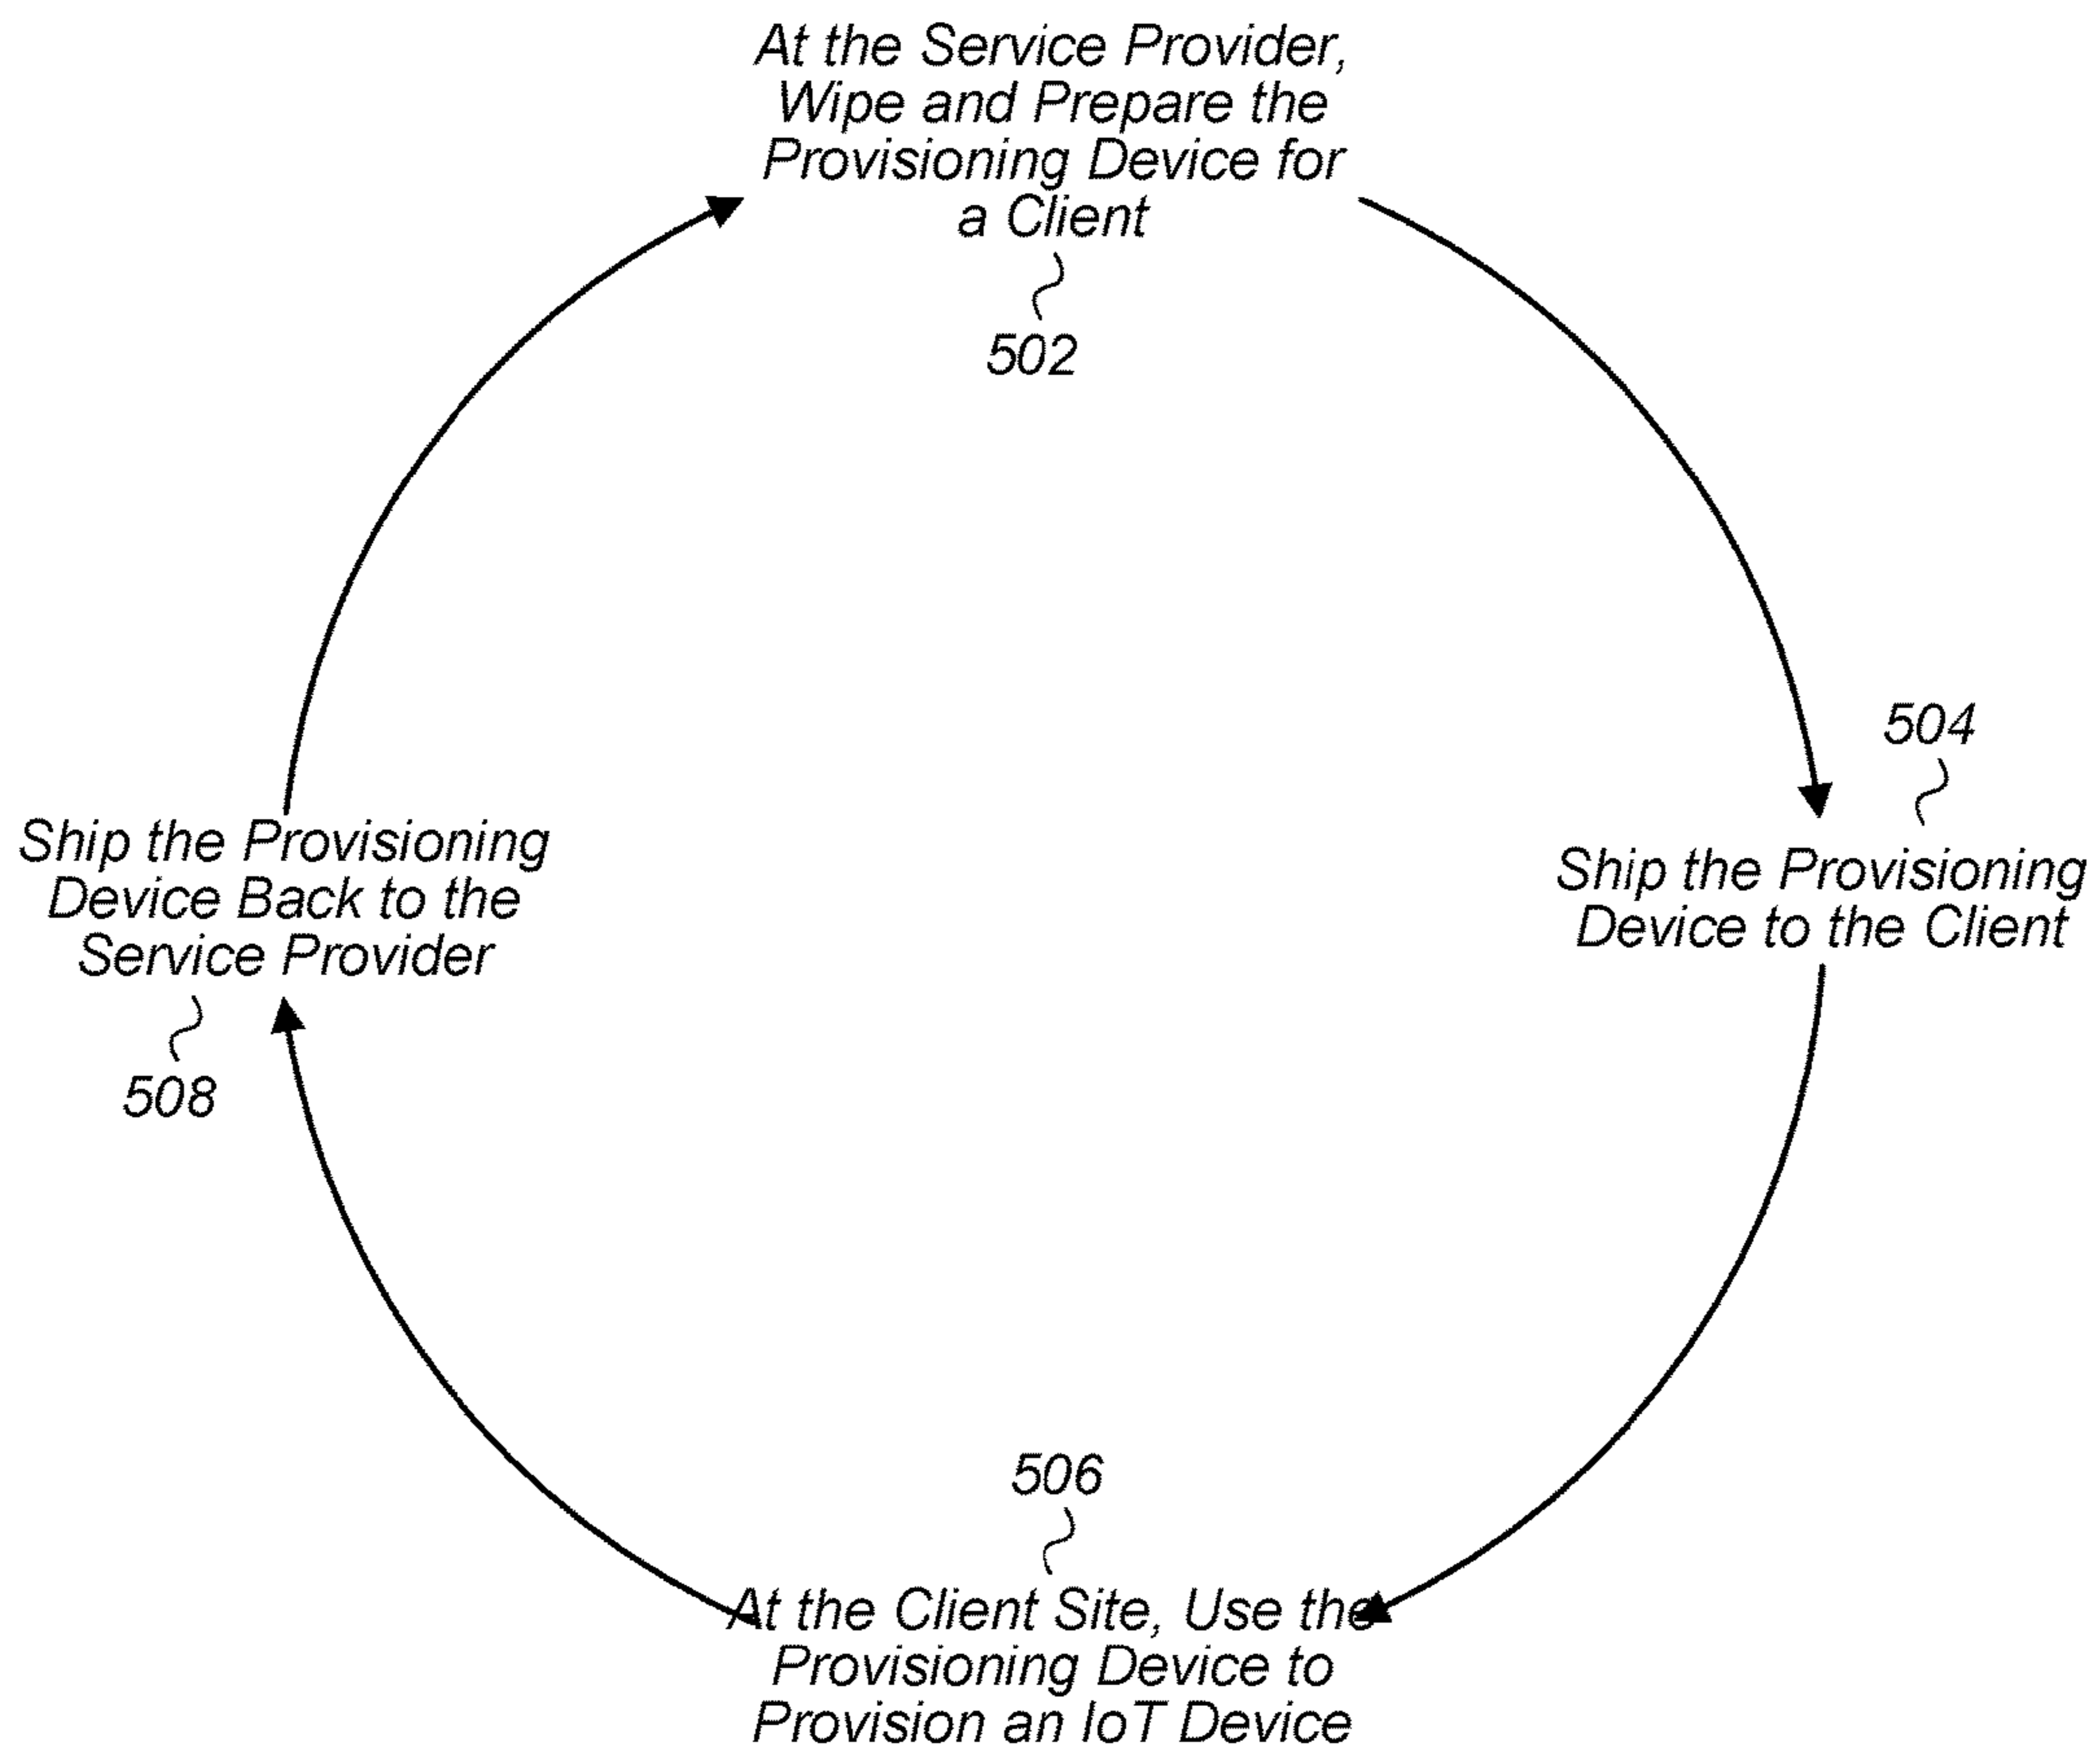 At the Service Provider,
Wipe and Prepare the
Provisioning Device for
a Client
502
504
Ship the Provisioning
Device to the Client
Ship the Provisioning
Device Back to the
Service Provider
508
506
At the Client Site, Use the
Provisioning Device to
Provision an IoT Device